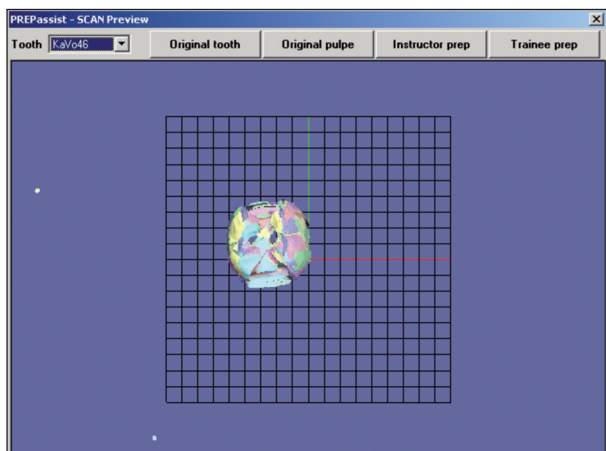 PREPassist - SCAN Preview
Tooth KaVo46 Original tooth Original pulpe Instructor prep Trainee prep